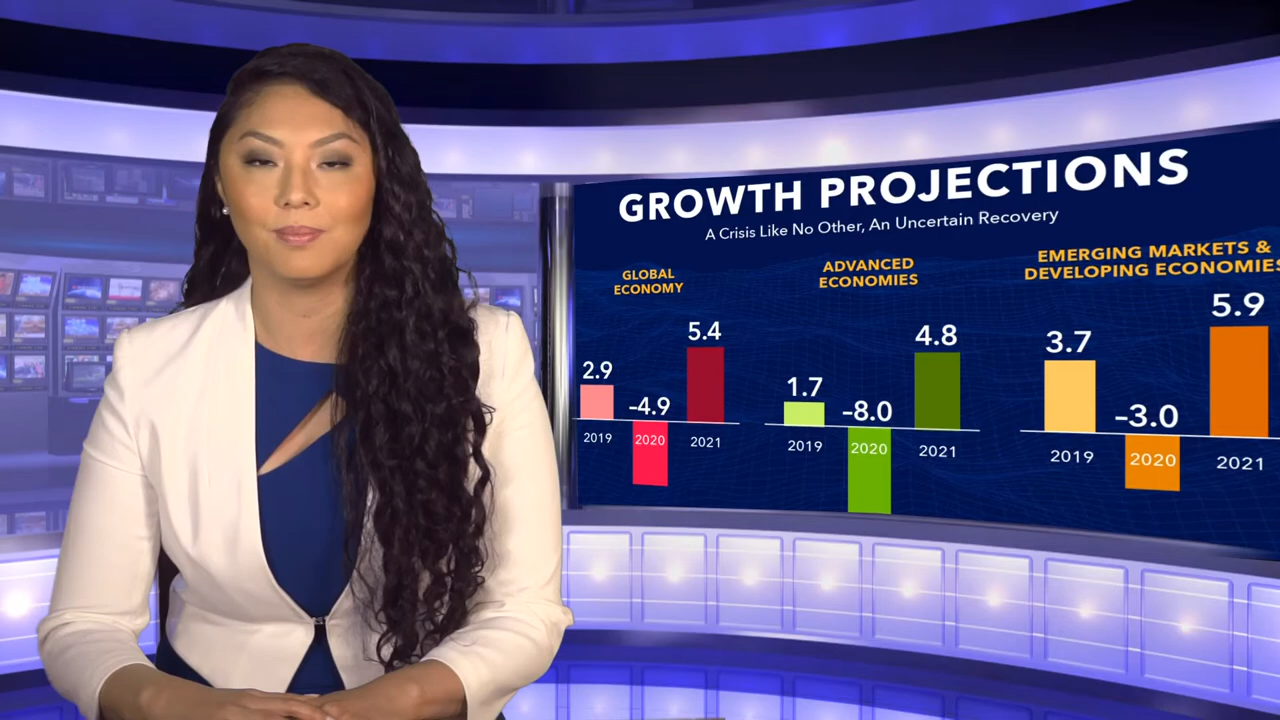 GROWTH PROJECTIONS
A Crisis Like No Other, An Uncertain Recovery
GLOBAL
ECONOMY
2.9
-4.9
5.4
2019
2020
2021
ADVANCED
ECONOMIES
1.7
-8.0
4.8
2019
2020
2021
EMERGING MARKETS &
DEVELOPING ECONOMIES
3.7
-3.0
5.9
2019
2020
2021